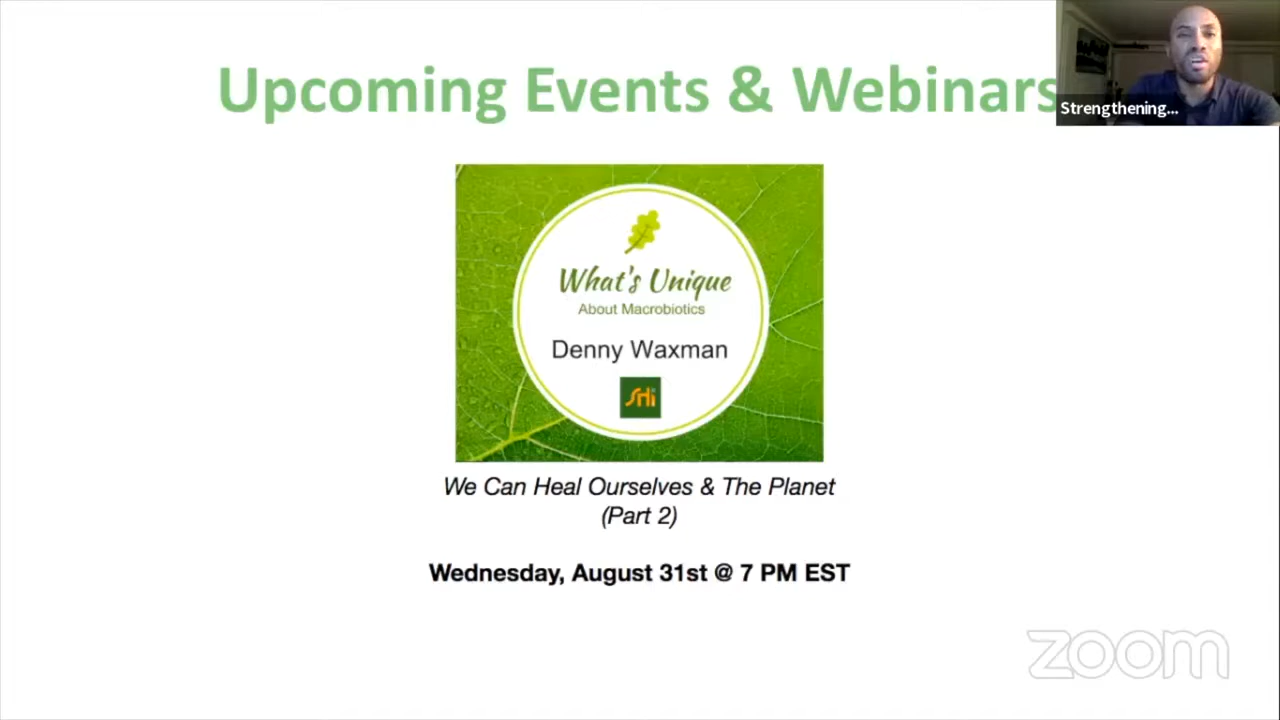 Upcoming Events & Webinars
Strengthening...
What's Unique
About Macrobiotics
Denny Waxman
SHi
We Can Heal Ourselves & The Planet
(Part 2)
Wednesday, August 31st @ 7 PM EST
zoom